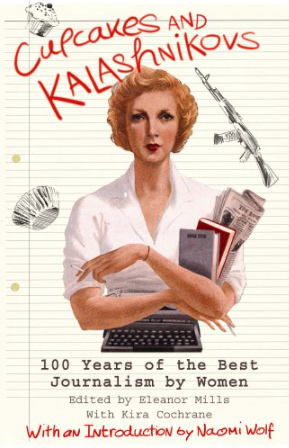 Cupcakes AND
KALASHNIKOVS
100 Years of the Best
Journalism by Women
Edited by Eleanor Mills
With Kira Cochrane
With an Introduction by Naomi Wolf